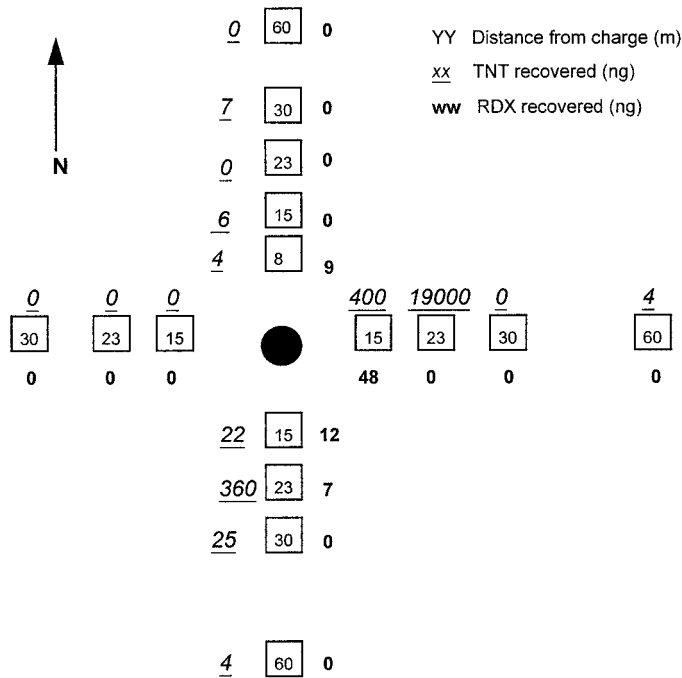 0 60 0
YY Distance from charge (m)
xx TNT recovered (ng)
ww RDX recovered (ng)
N
7 30 0
0 23 0
6 15 0
4 8 9
0 0 0 400 19000 0 4
30 23 15 15 23 30 60
0 0 0 48 0 0 0
22 15 12
360 23 7
25 30 0
4 60 0